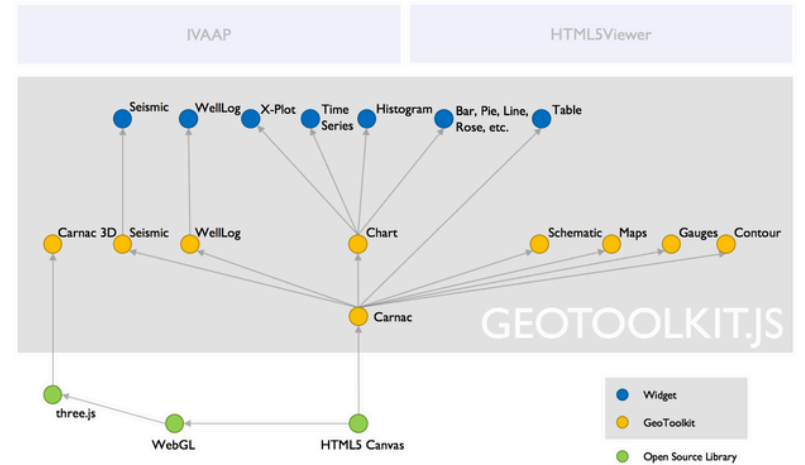 IVAAP
HTML5Viewer
Seismic
WellLog
X-Plot
Time
Series
Histogram
Bar, Pie, Line,
Rose, etc.
Table
Carnac 3D
Seismic
WellLog
Chart
Schematic
Maps
Gauges
Contour
Carnac
GEOTOOLKIT.JS
three.js
WebGL
HTML5 Canvas
Widget
GeoToolkit
Open Source Library